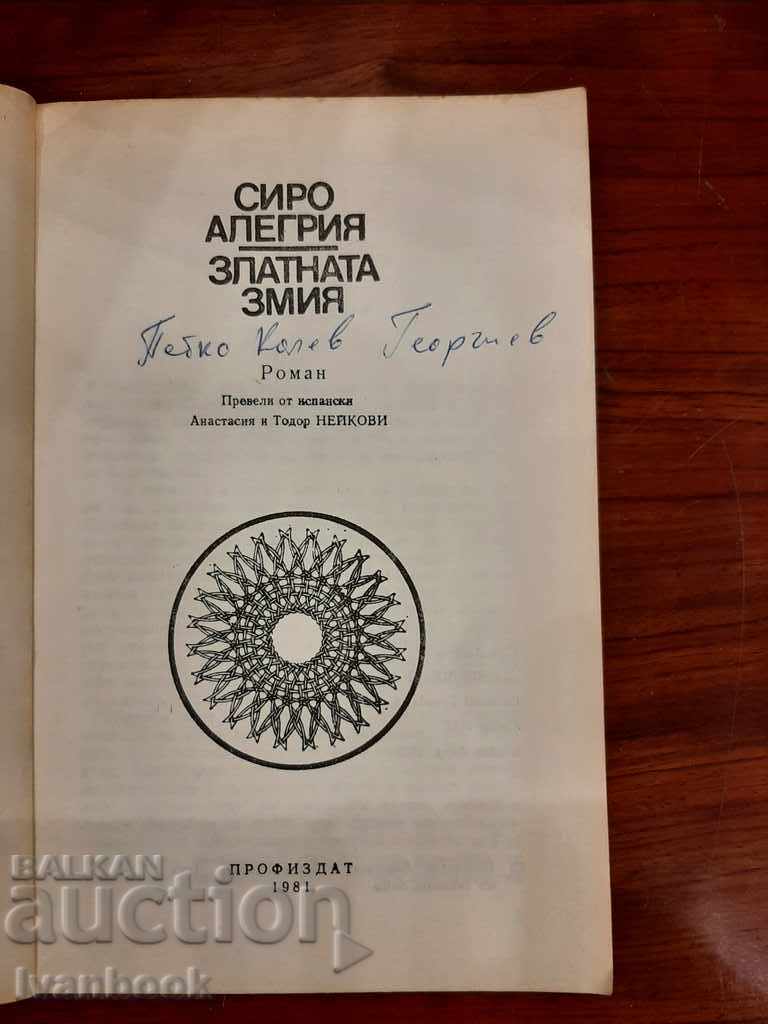 СИРО
АЛЕГРИЯ
ЗЛАТНАТА
ЗМИЯ
Петко Колев Георгиев
Роман
Превели от испански
Анастасия и Тодор НЕЙКОВИ
ПРОФИЗДАТ
1981
BALKAN
auction
Ivanbook